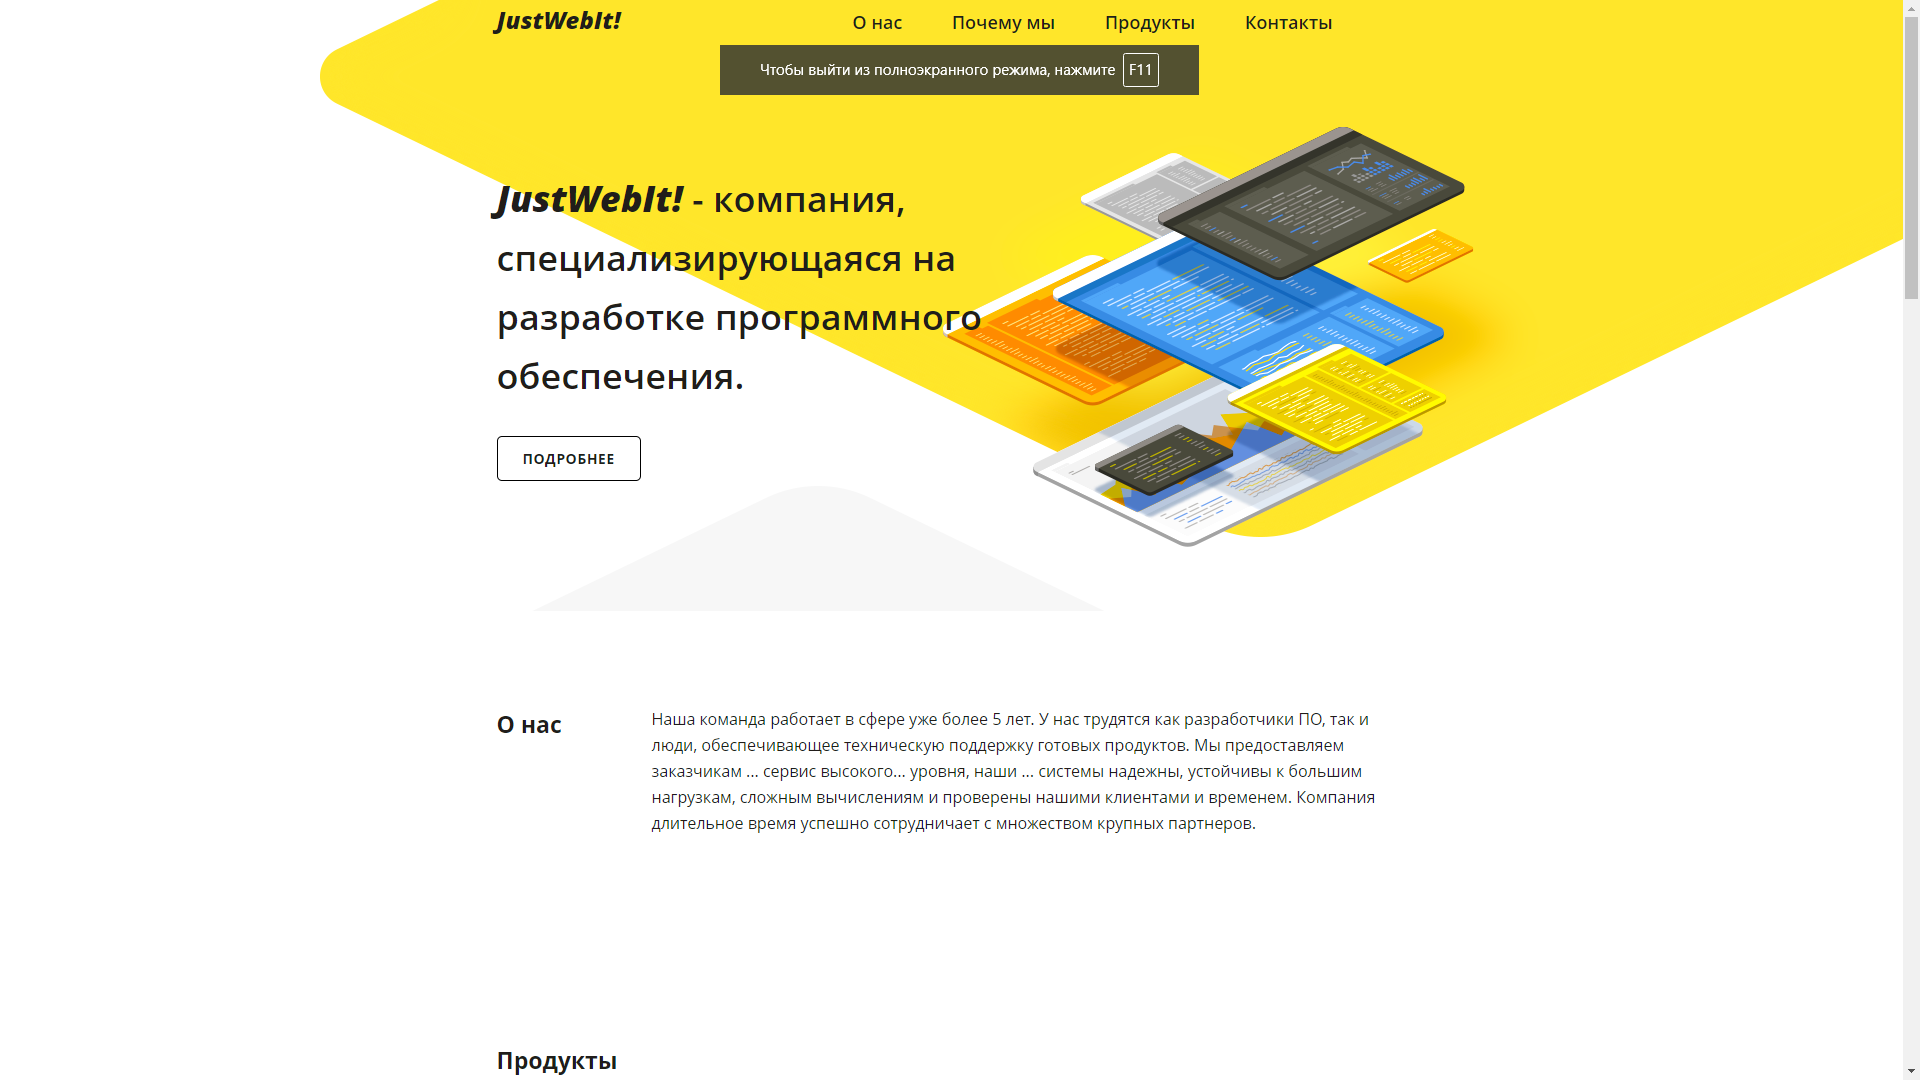 JustWebIt!
О нас
Почему мы
Продукты
Контакты
Чтобы выйти из полноэкранного режима, нажмите F11
JustWebIt! - компания,
специализирующаяся на
разработке программного
обеспечения.
ПОДРОБНЕЕ
О нас
Наша команда работает в сфере уже более 5 лет. У нас трудятся как разработчики ПО, так и
люди, обеспечивающее техническую поддержку готовых продуктов. Мы предоставляем
заказчикам ... сервис высокого... уровня, наши ... системы надежны, устойчивы к большим
нагрузкам, сложным вычислениям и проверены нашими клиентами и временем. Компания
длительное время успешно сотрудничает с множеством крупных партнеров.
Продукты